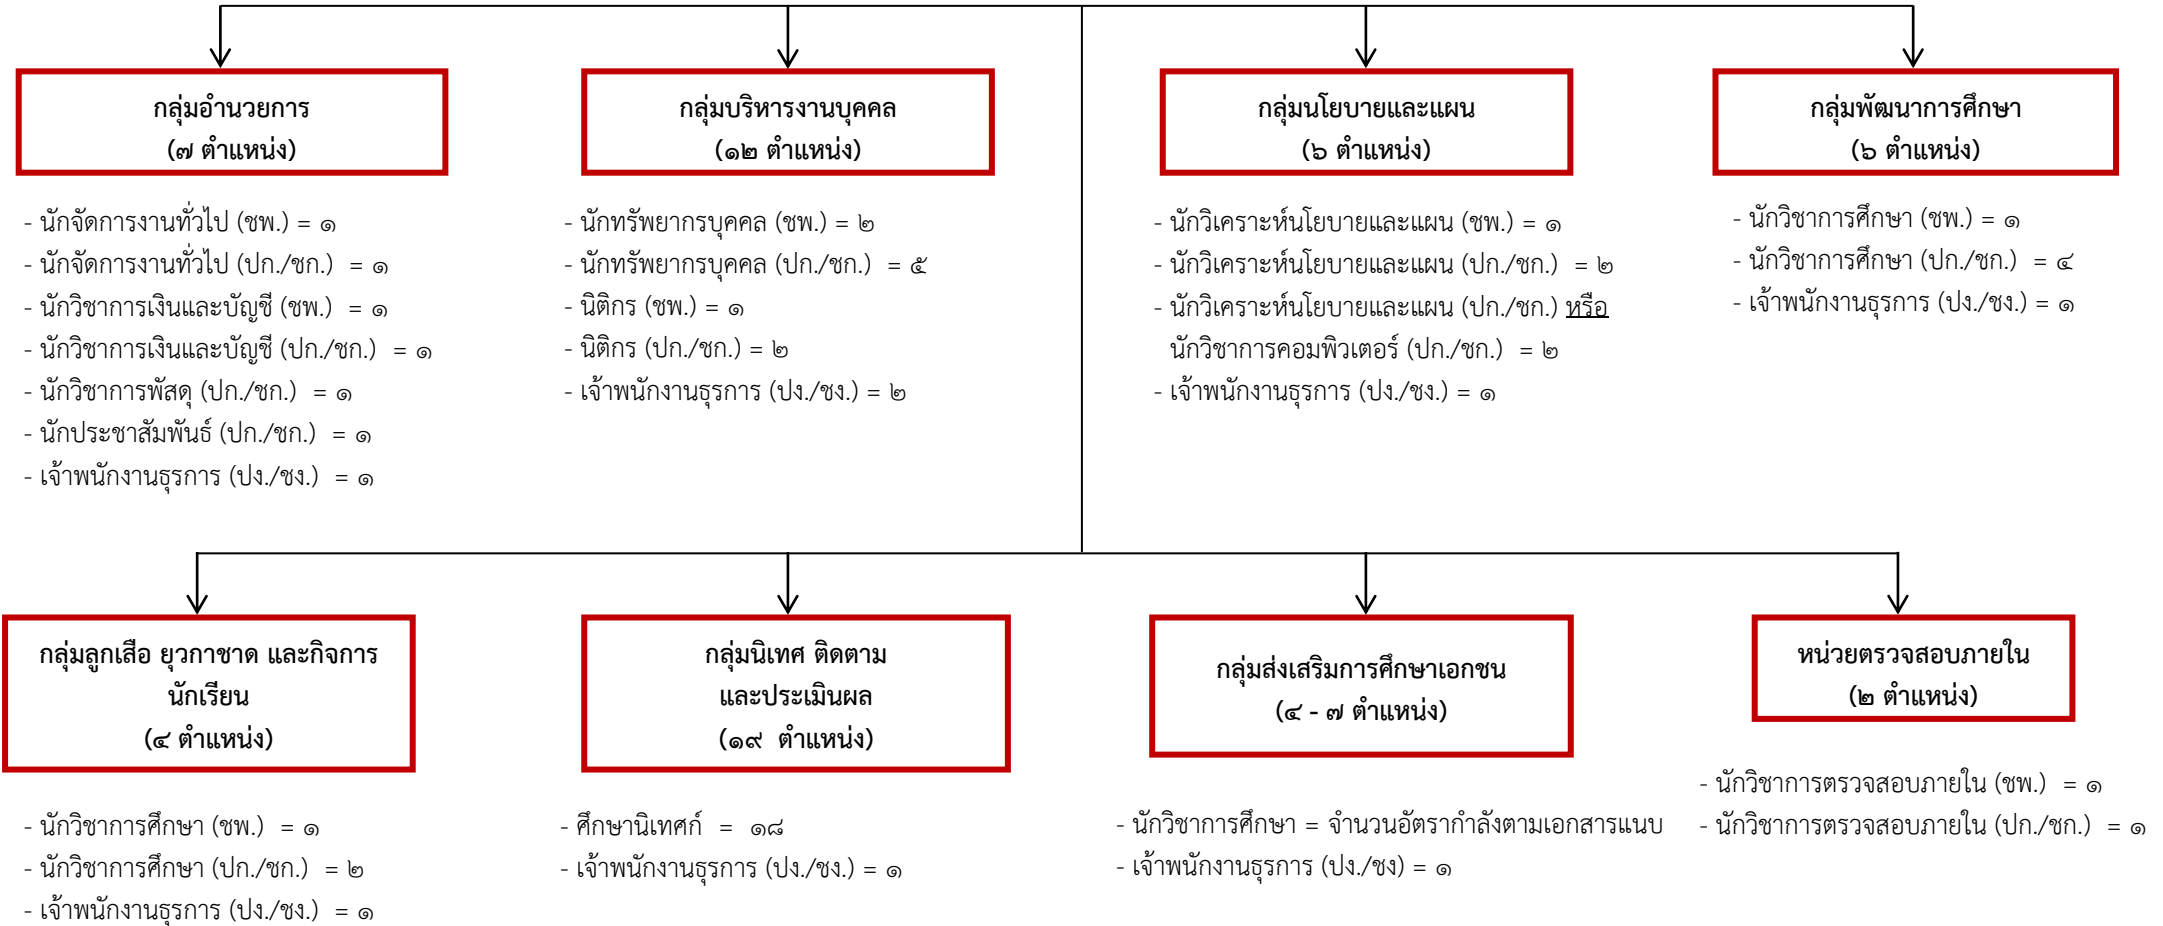 กลุ่มอำนวยการ
(๗ ตำแหน่ง)
- นักจัดการงานทั่วไป (ชพ.) = ๑
- นักจัดการงานทั่วไป (ปก./ชก.) = ๑
- นักวิชาการเงินและบัญชี (ชพ.) = ๑
- นักวิชาการเงินและบัญชี (ปก./ชก.) = ๑
- นักวิชาการพัสดุ (ปก./ชก.) = ๑
- นักประชาสัมพันธ์ (ปก./ชก.) = ๑
- เจ้าพนักงานธุรการ (ปง./ชง.) = ๑
กลุ่มบริหารงานบุคคล
(๑๒ ตำแหน่ง)
- นักทรัพยากรบุคคล (ชพ.) = ๒
- นักทรัพยากรบุคคล (ปก./ชก.) = ๕
- นิติกร (ชพ.) = ๑
- นิติกร (ปก./ชก.) = ๒
- เจ้าพนักงานธุรการ (ปง./ชง.) = ๒
กลุ่มนโยบายและแผน
(๖ ตำแหน่ง)
- นักวิเคราะห์นโยบายและแผน (ชพ.) = ๑
- นักวิเคราะห์นโยบายและแผน (ปก./ชก.) = ๒
- นักวิเคราะห์นโยบายและแผน (ปก./ชก.) หรือ
นักวิชาการคอมพิวเตอร์ (ปก./ชก.) = ๒
- เจ้าพนักงานธุรการ (ปง./ชง.) = ๑
กลุ่มพัฒนาการศึกษา
(๖ ตำแหน่ง)
- นักวิชาการศึกษา (ชพ.) = ๑
- นักวิชาการศึกษา (ปก./ชก.) = ๔
- เจ้าพนักงานธุรการ (ปง./ชง.) = ๑
กลุ่มลูกเสือ ยุวกาชาด และกิจการ
นักเรียน
(๔ ตำแหน่ง)
- นักวิชาการศึกษา (ชพ.) = ๑
- นักวิชาการศึกษา (ปก./ชก.) = ๒
- เจ้าพนักงานธุรการ (ปง./ชง.) = ๑
กลุ่มนิเทศ ติดตาม
และประเมินผล
(๑๙ ตำแหน่ง)
- ศึกษานิเทศก์ = ๑๘
- เจ้าพนักงานธุรการ (ปง./ชง.) = ๑
กลุ่มส่งเสริมการศึกษาเอกชน
(๔ - ๗ ตำแหน่ง)
- นักวิชาการศึกษา = จำนวนอัตรากำลังตามเอกสารแนบ
- เจ้าพนักงานธุรการ (ปง./ชง) = ๑
หน่วยตรวจสอบภายใน
(๒ ตำแหน่ง)
- นักวิชาการตรวจสอบภายใน (ชพ.) = ๑
- นักวิชาการตรวจสอบภายใน (ปก./ชก.) = ๑